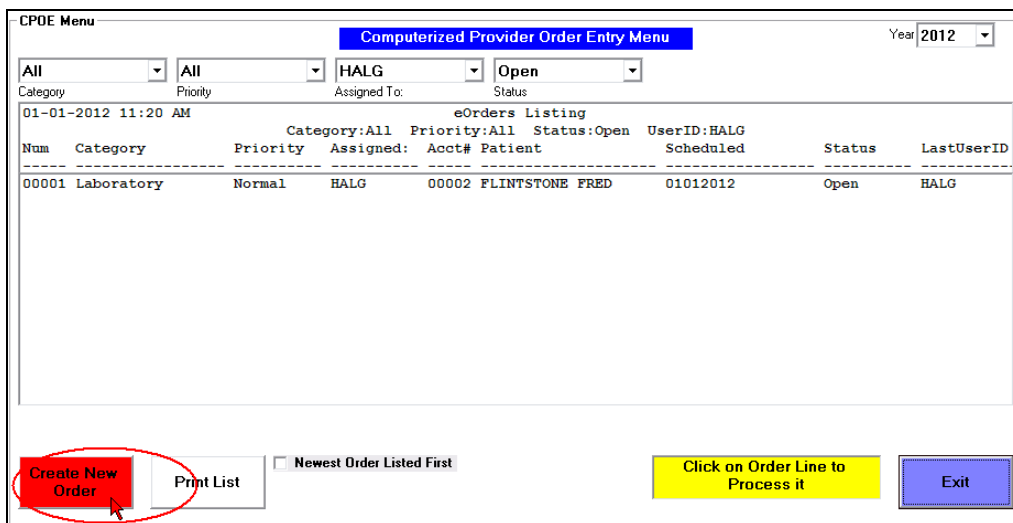 CPOE Menu
Computerized Provider Order Entry Menu
Year 2012
All All HALG Open
Category Priority Assigned To: Status
01-01-2012 11:20 AM eOrders Listing
Category:All Priority:All Status:Open UserID:HALG
Num Category Priority Assigned: Acct# Patient Scheduled Status LastUserID
00001 Laboratory Normal HALG 00002 FLINTSTONE FRED 01012012 Open HALG
Create New
Order
Print List
Newest Order Listed First
Click on Order Line to
Process it
Exit